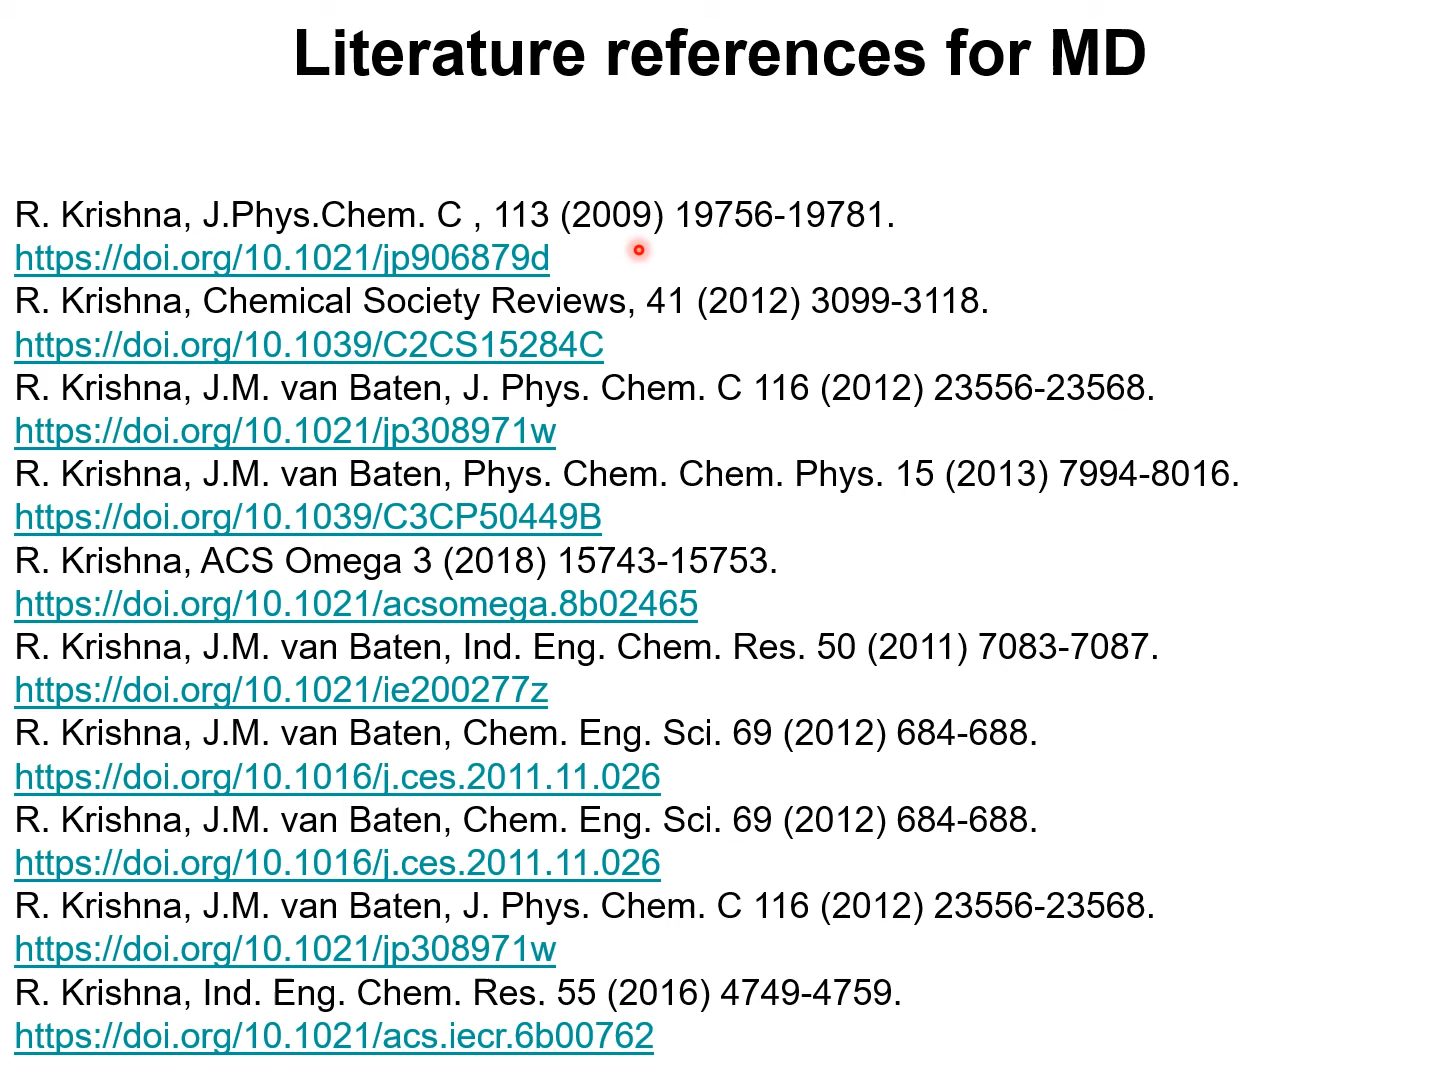 Literature references for MD
R. Krishna, J.Phys.Chem. C , 113 (2009) 19756-19781.
https://doi.org/10.1021/jp906879d
R. Krishna, Chemical Society Reviews, 41 (2012) 3099-3118.
https://doi.org/10.1039/C2CS15284C
R. Krishna, J.M. van Baten, J. Phys. Chem. C 116 (2012) 23556-23568.
https://doi.org/10.1021/jp308971w
R. Krishna, J.M. van Baten, Phys. Chem. Chem. Phys. 15 (2013) 7994-8016.
https://doi.org/10.1039/C3CP50449B
R. Krishna, ACS Omega 3 (2018) 15743-15753.
https://doi.org/10.1021/acsomega.8b02465
R. Krishna, J.M. van Baten, Ind. Eng. Chem. Res. 50 (2011) 7083-7087.
https://doi.org/10.1021/ie200277z
R. Krishna, J.M. van Baten, Chem. Eng. Sci. 69 (2012) 684-688.
https://doi.org/10.1016/j.ces.2011.11.026
R. Krishna, J.M. van Baten, Chem. Eng. Sci. 69 (2012) 684-688.
https://doi.org/10.1016/j.ces.2011.11.026
R. Krishna, J.M. van Baten, J. Phys. Chem. C 116 (2012) 23556-23568.
https://doi.org/10.1021/jp308971w
R. Krishna, Ind. Eng. Chem. Res. 55 (2016) 4749-4759.
https://doi.org/10.1021/acs.iecr.6b00762